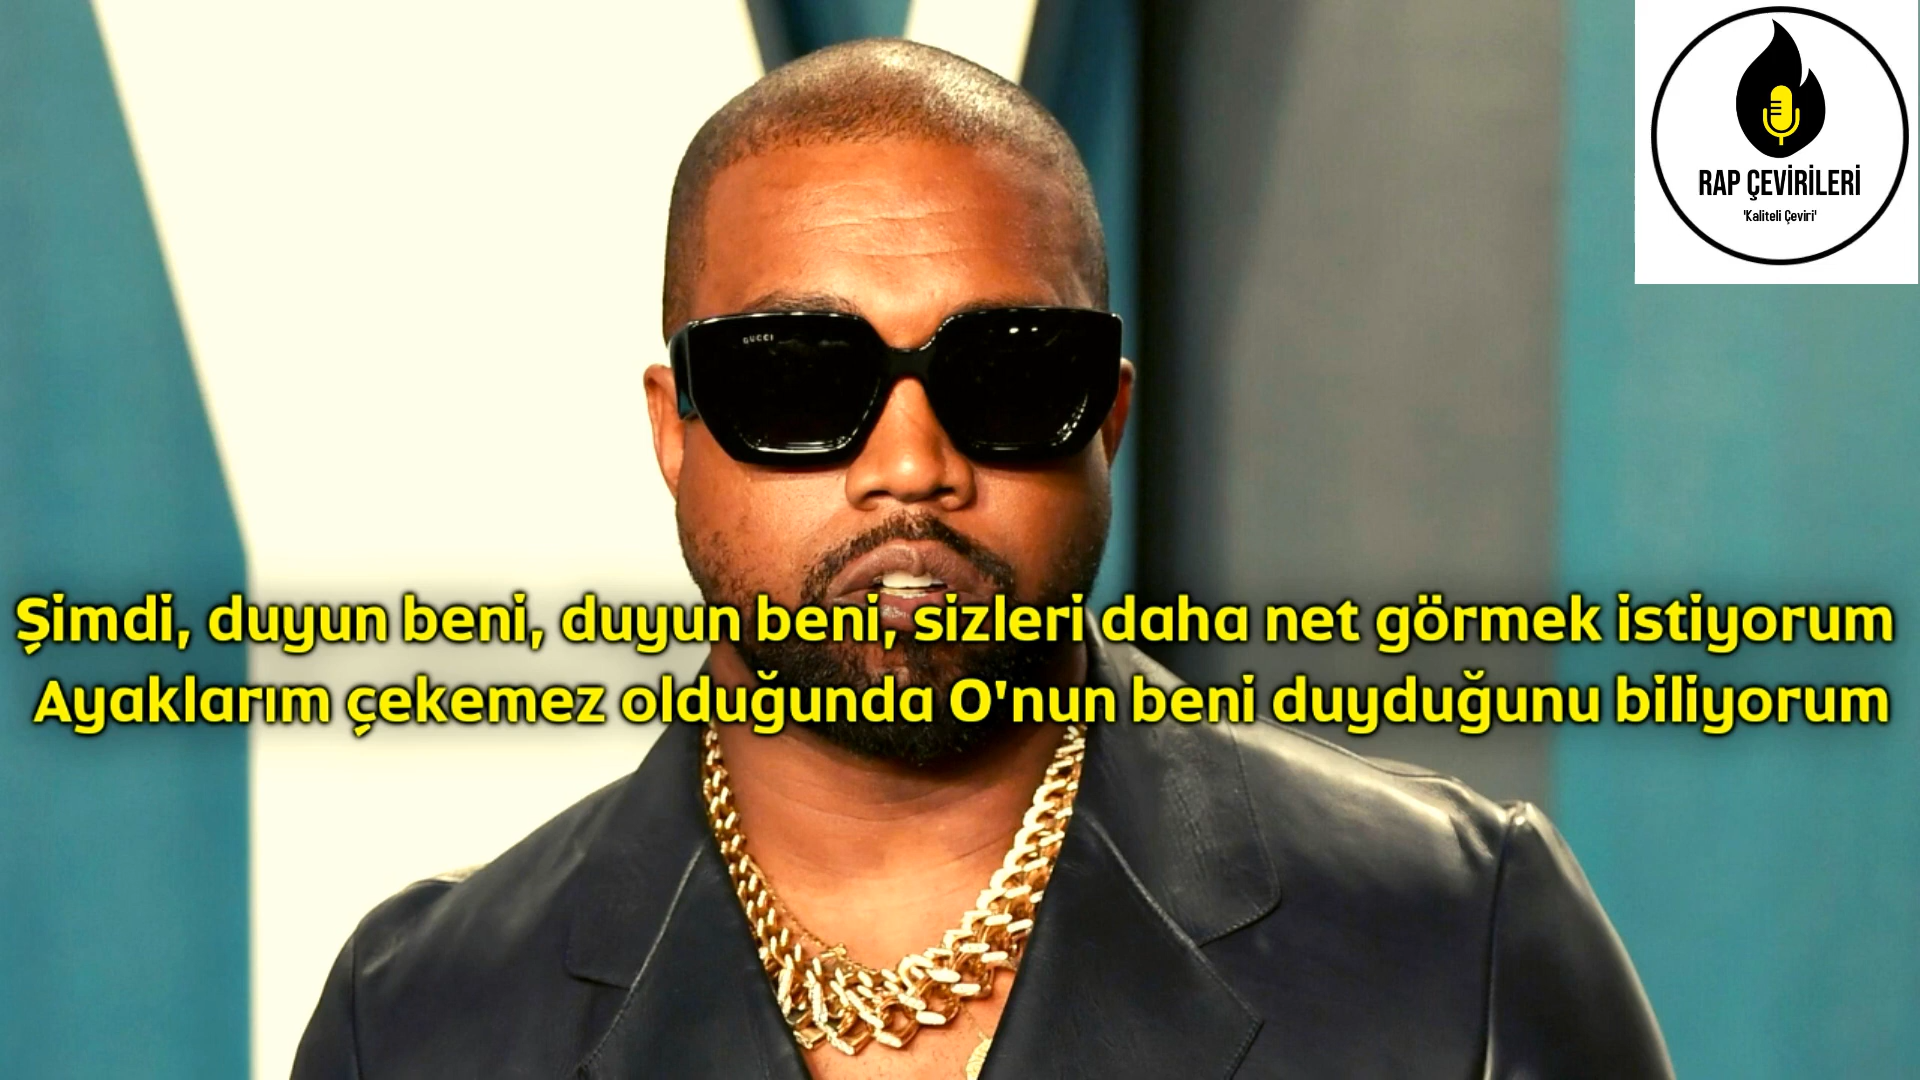 RAP ÇEVİRİLERİ
'Kaliteli Çeviri'
GUCCI
Şimdi, duyun beni, duyun beni, sizleri daha net görmek istiyorum
Ayaklarım çekemez olduğunda O'nun beni duyduğunu biliyorum